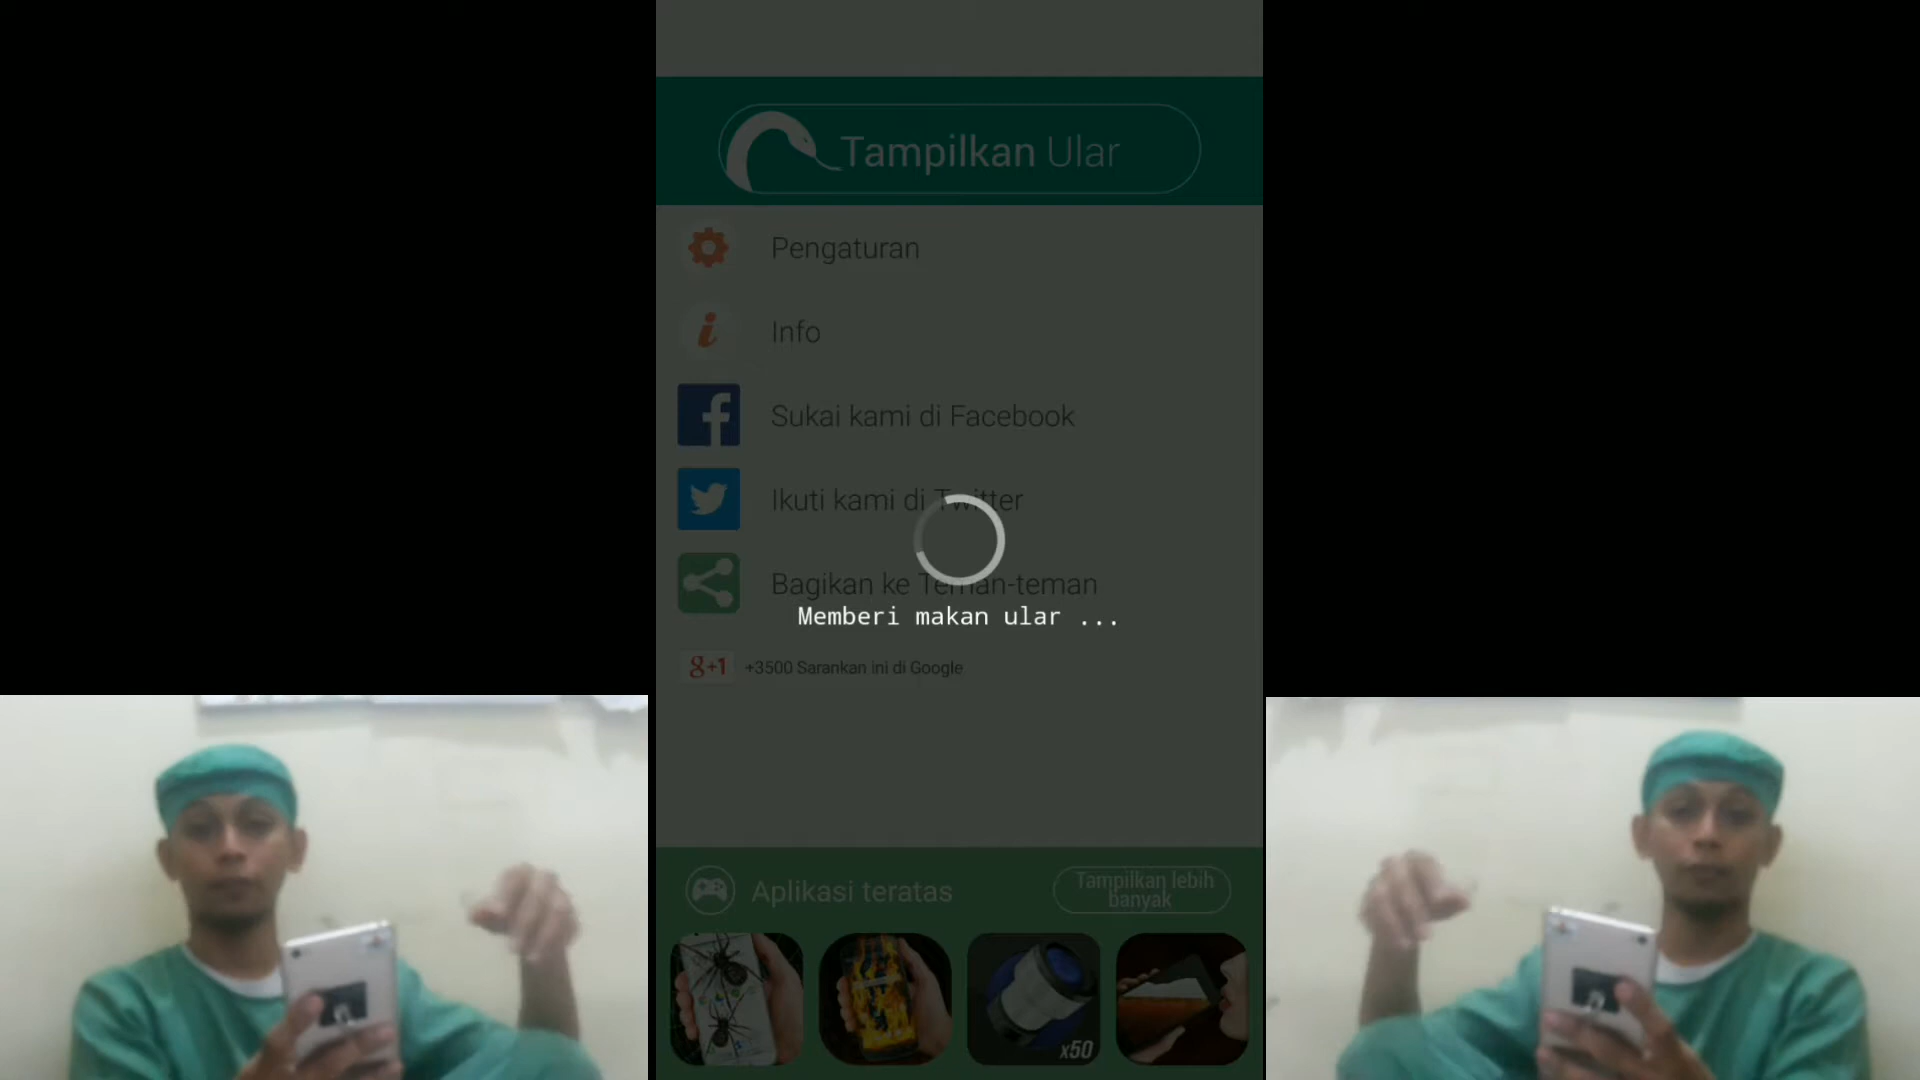 Tampilkan Ular
Pengaturan
Info
Sukai kami di Facebook
Ikuti kami di Twitter
Bagikan ke Teman-teman
Memberi makan ular ...
g+1 +3500 Sarankan ini di Google
Aplikasi teratas
Tampilkan lebih
banyak
x50